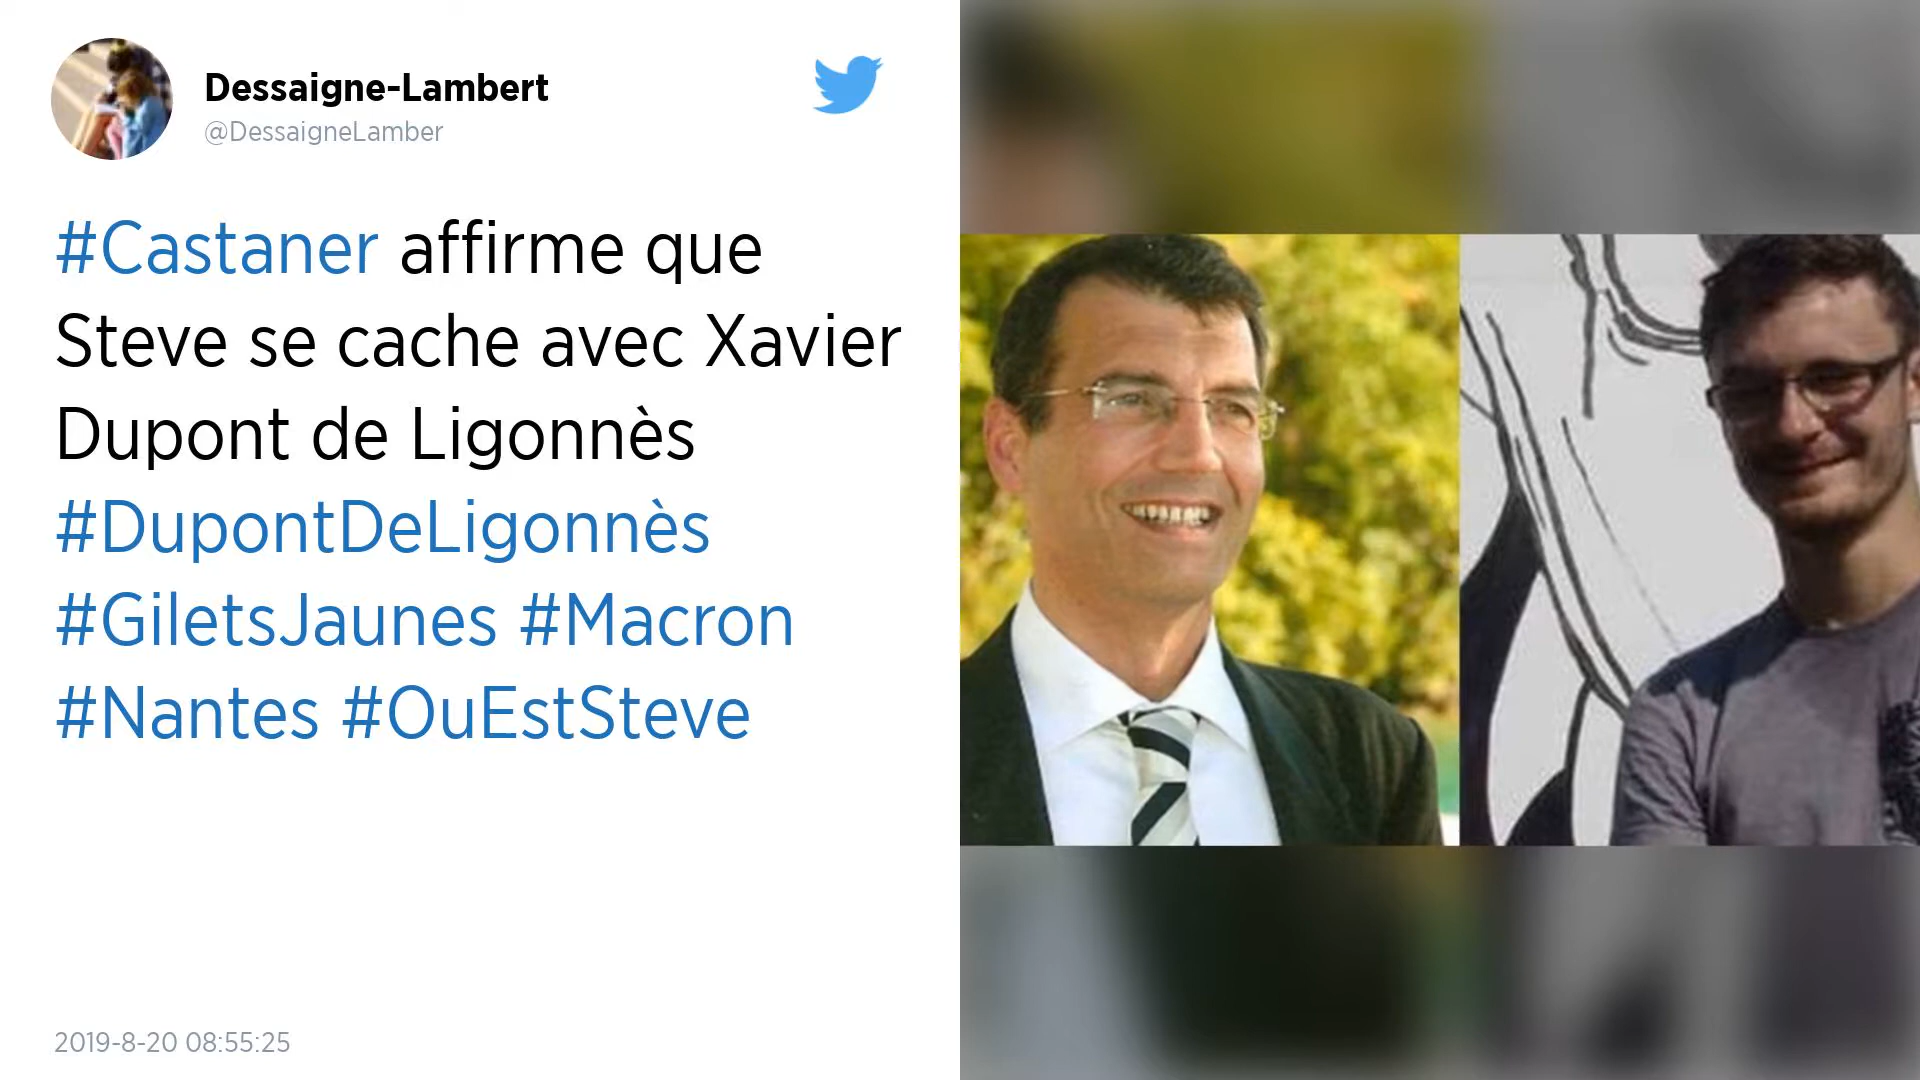 Dessaigne-Lambert
@DessaigneLamber
#Castaner affirme que
Steve se cache avec Xavier
Dupont de Ligonnès
#DupontDeLigonnès
#GiletsJaunes #Macron
#Nantes #OuEstSteve
2019-8-20 08:55:25